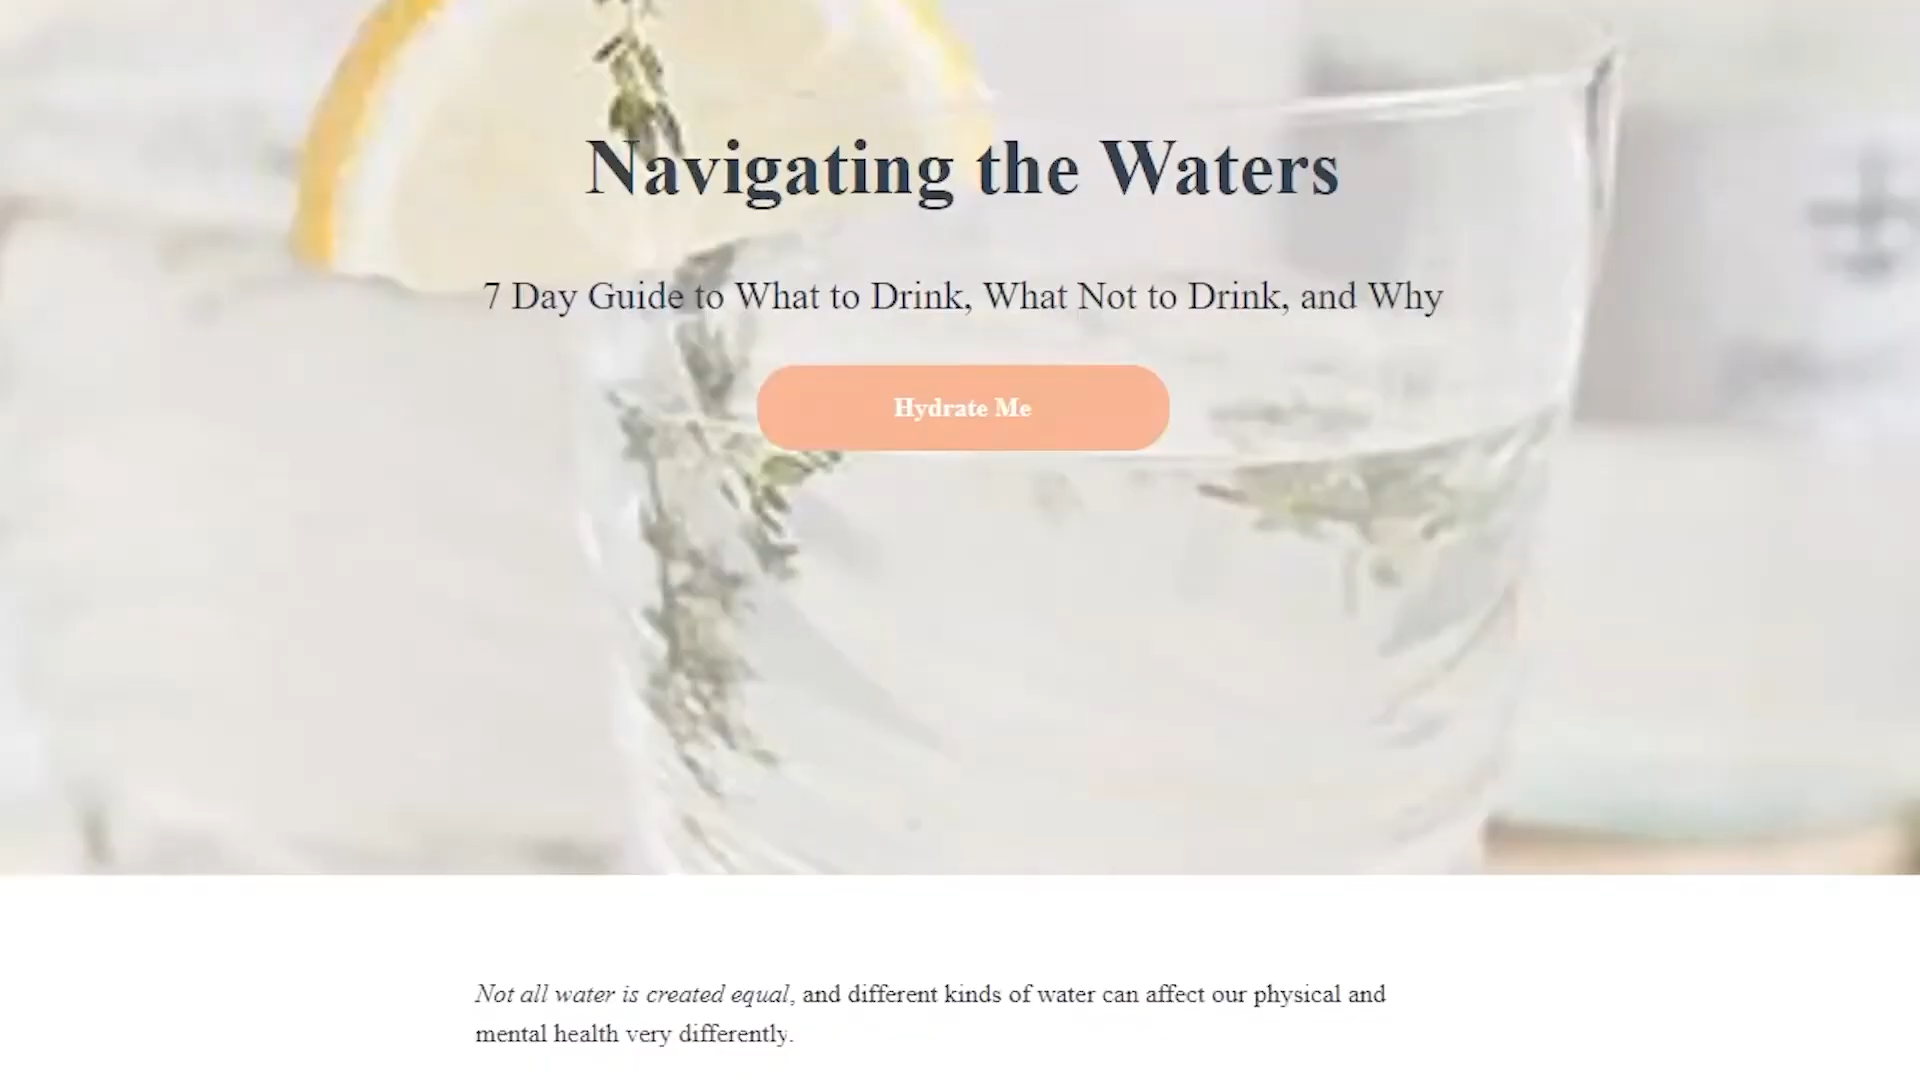 Navigating the Waters
7 Day Guide to What to Drink, What Not to Drink, and Why
Hydrate Me
Not all water is created equal, and different kinds of water can affect our physical and
mental health very differently.